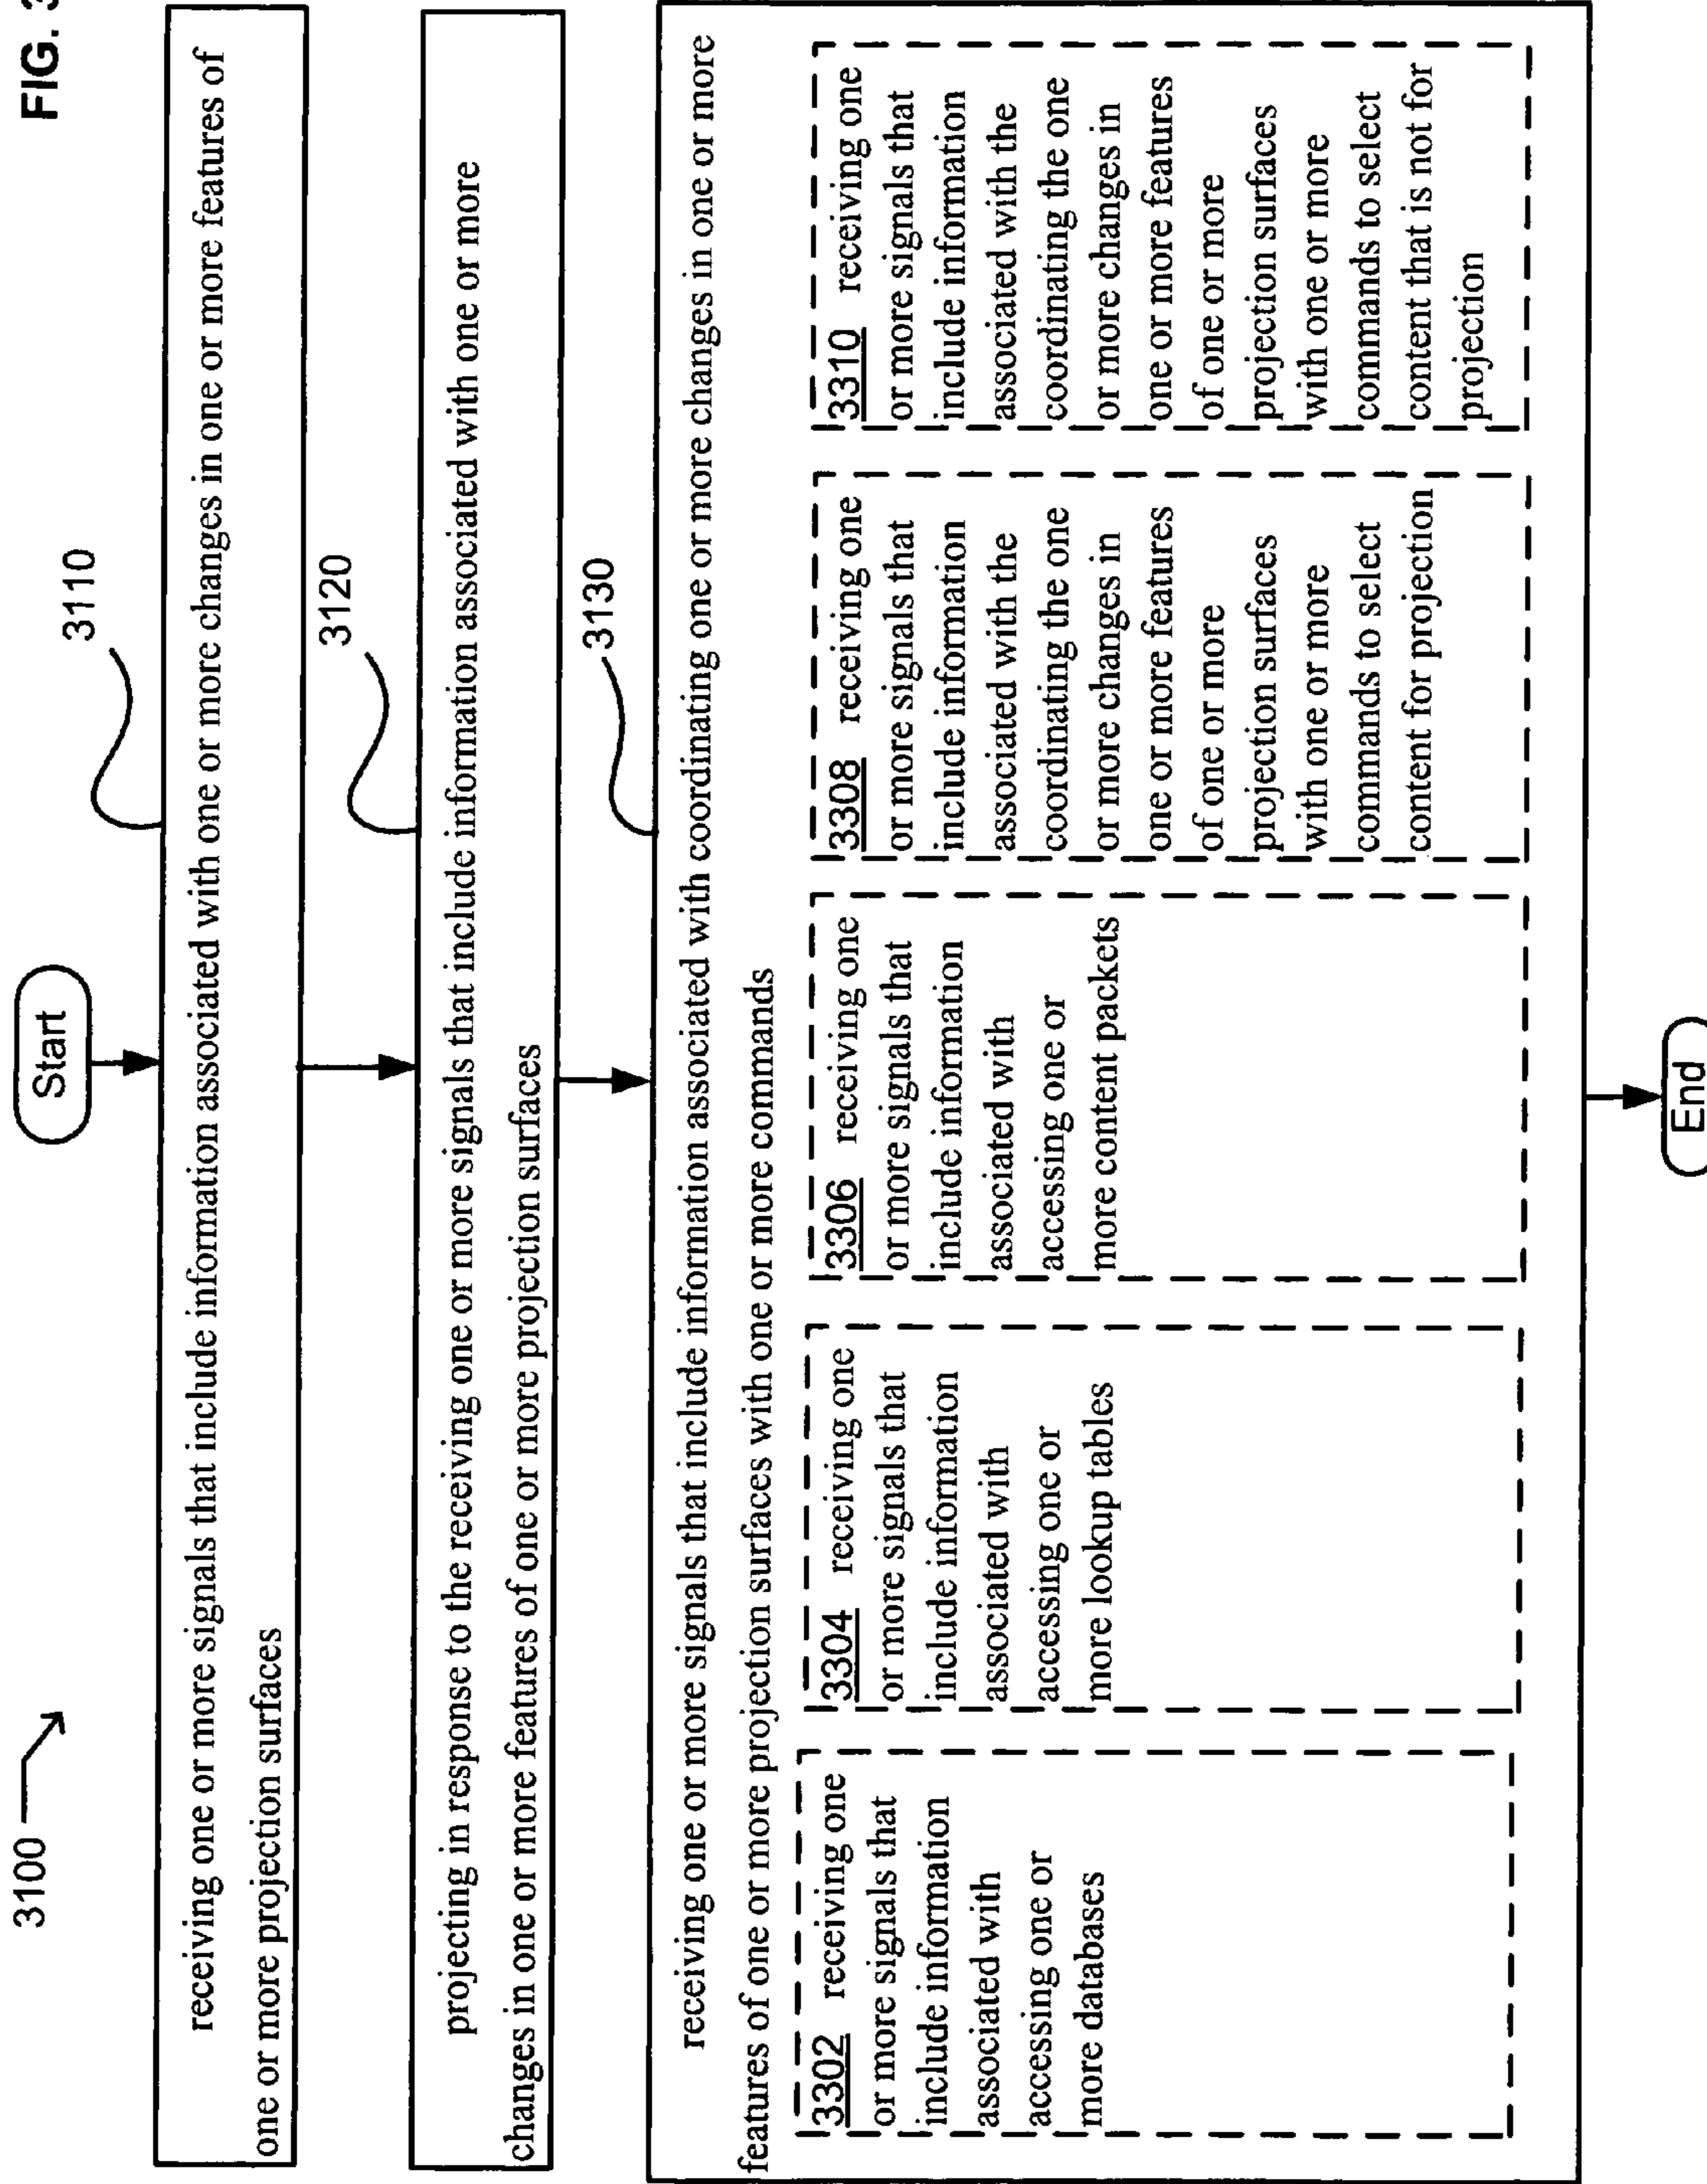 FIG. 3
3100
Start
3110
receiving one or more signals that include information associated with one or more changes in one or more features of
one or more projection surfaces
3120
projecting in response to the receiving one or more signals that include information associated with one or more
changes in one or more features of one or more projection surfaces
3130
receiving one or more signals that include information associated with coordinating one or more changes in one or more
features of one or more projection surfaces with one or more commands
3302 receiving one
or more signals that
include information
associated with
accessing one or
more databases
3304 receiving one
or more signals that
include information
associated with
accessing one or
more lookup tables
3306 receiving one
or more signals that
include information
associated with
accessing one or
more content packets
3308 receiving one
or more signals that
include information
associated with the
coordinating the one
or more changes in
one or more features
of one or more
projection surfaces
with one or more
commands to select
content for projection
3310 receiving one
or more signals that
include information
associated with the
coordinating the one
or more changes in
one or more features
of one or more
projection surfaces
with one or more
commands to select
content that is not for
projection
End